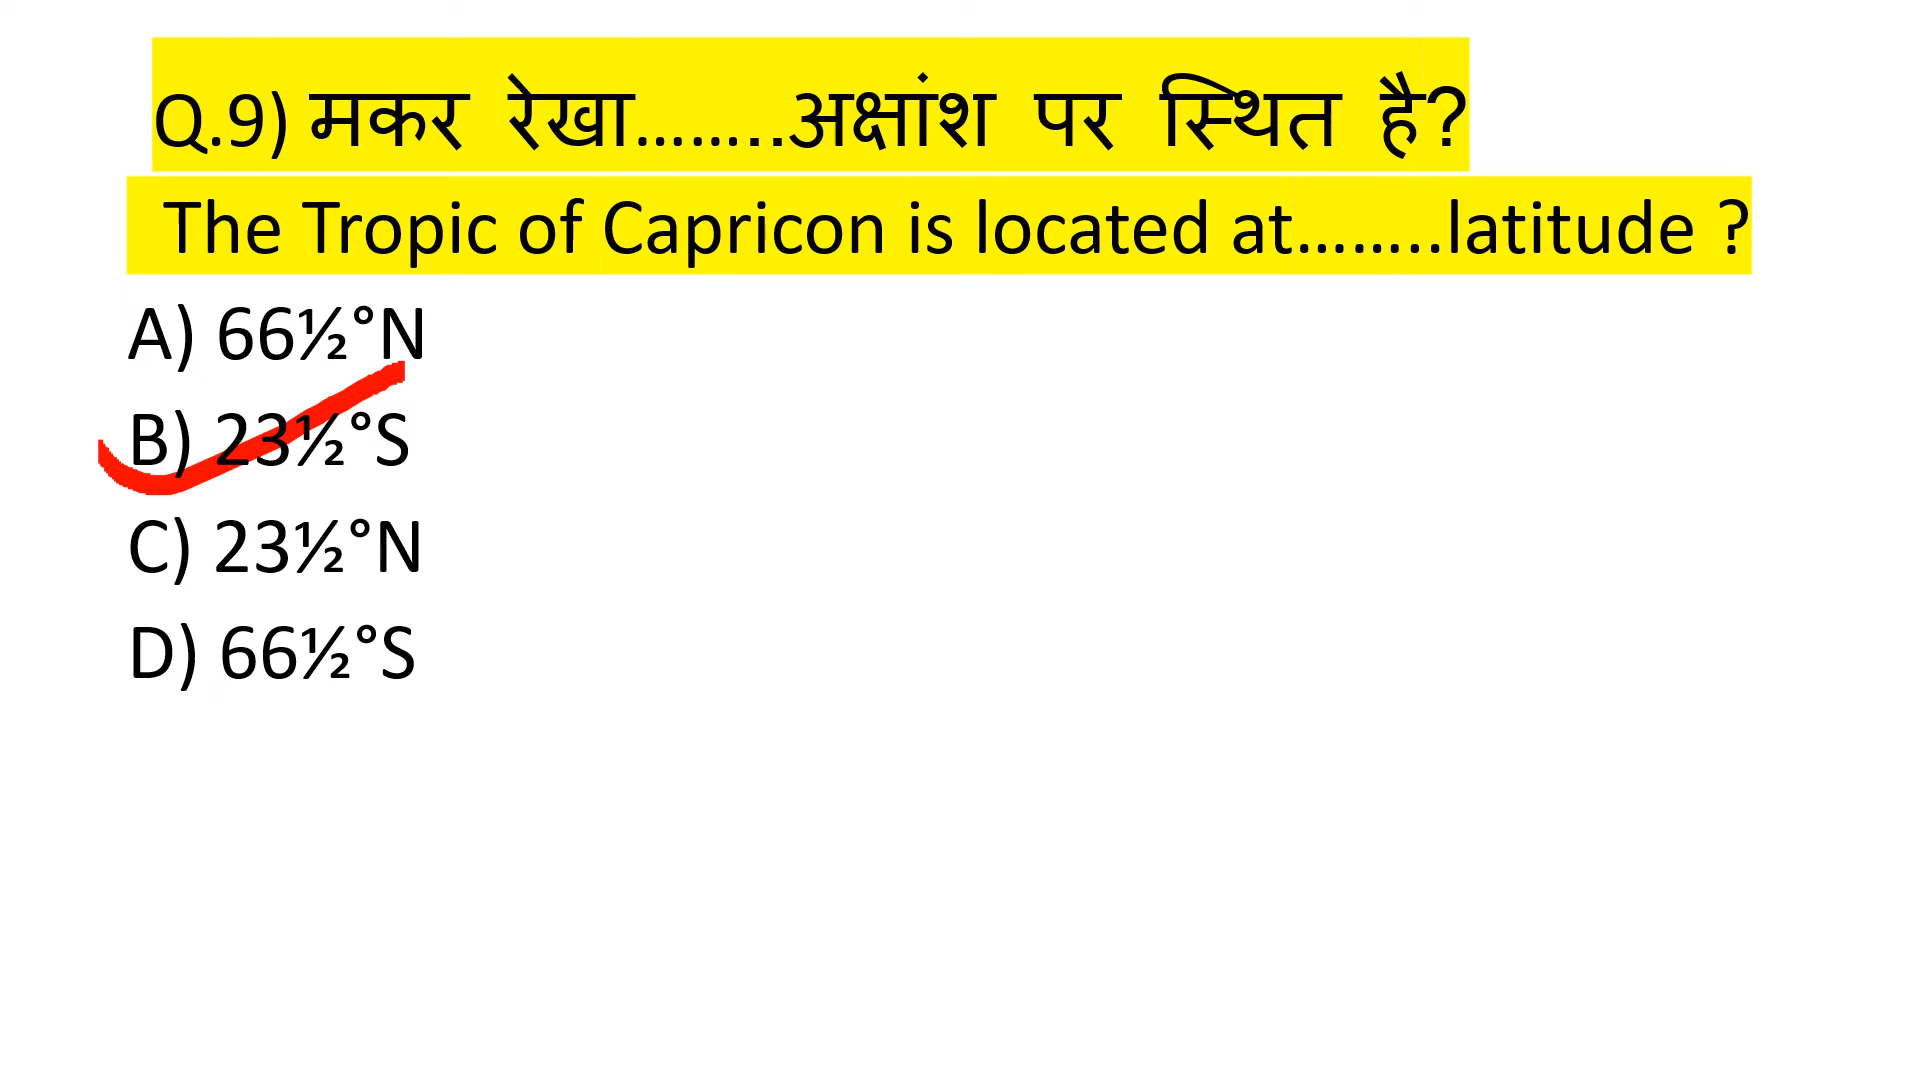 Q.9) मकर रेखा........अक्षांश पर स्थित है?
The Tropic of Capricon is located at........latitude ?
A) 66½°N
B) 23½°S
C) 23½°N
D) 66½°S